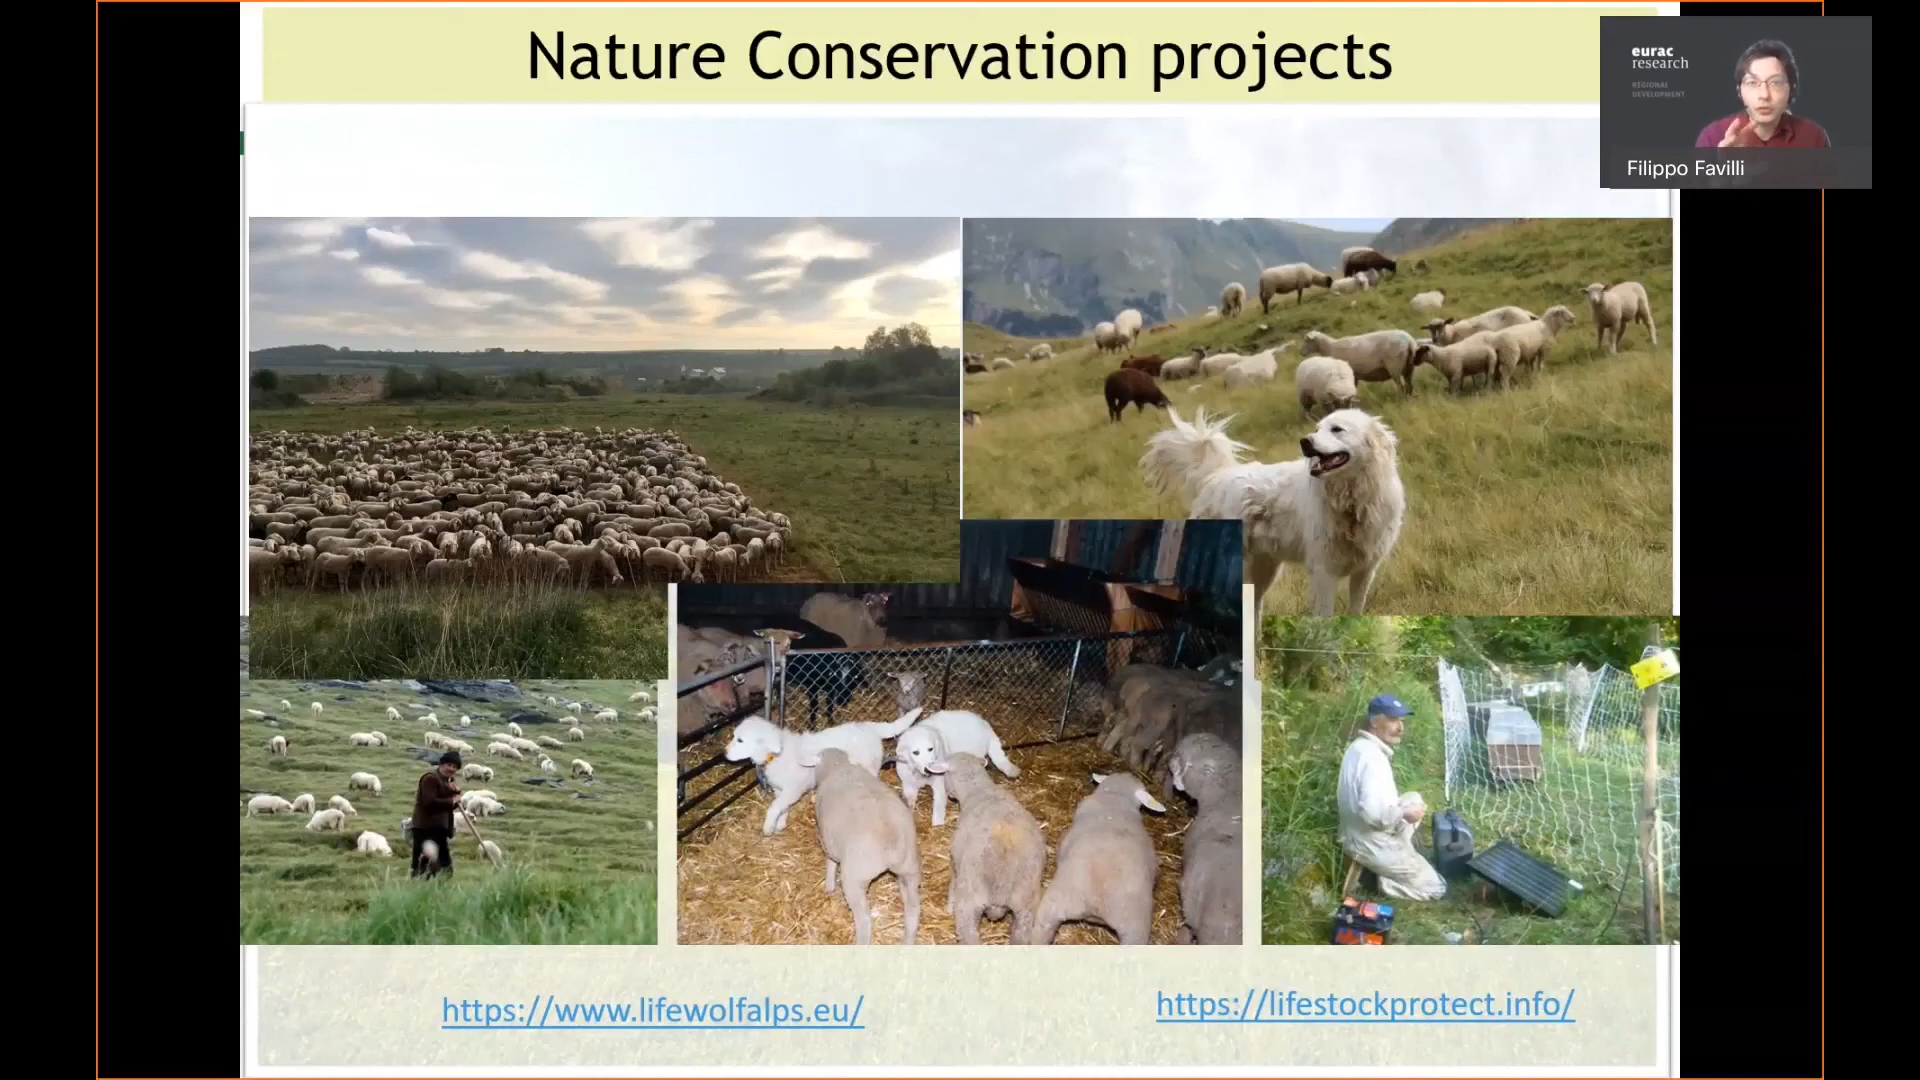 Nature Conservation projects
eurac
research
REGIONAL
DEVELOPMENT
Filippo Favilli
https://www.lifewolfalps.eu/
https://lifestockprotect.info/